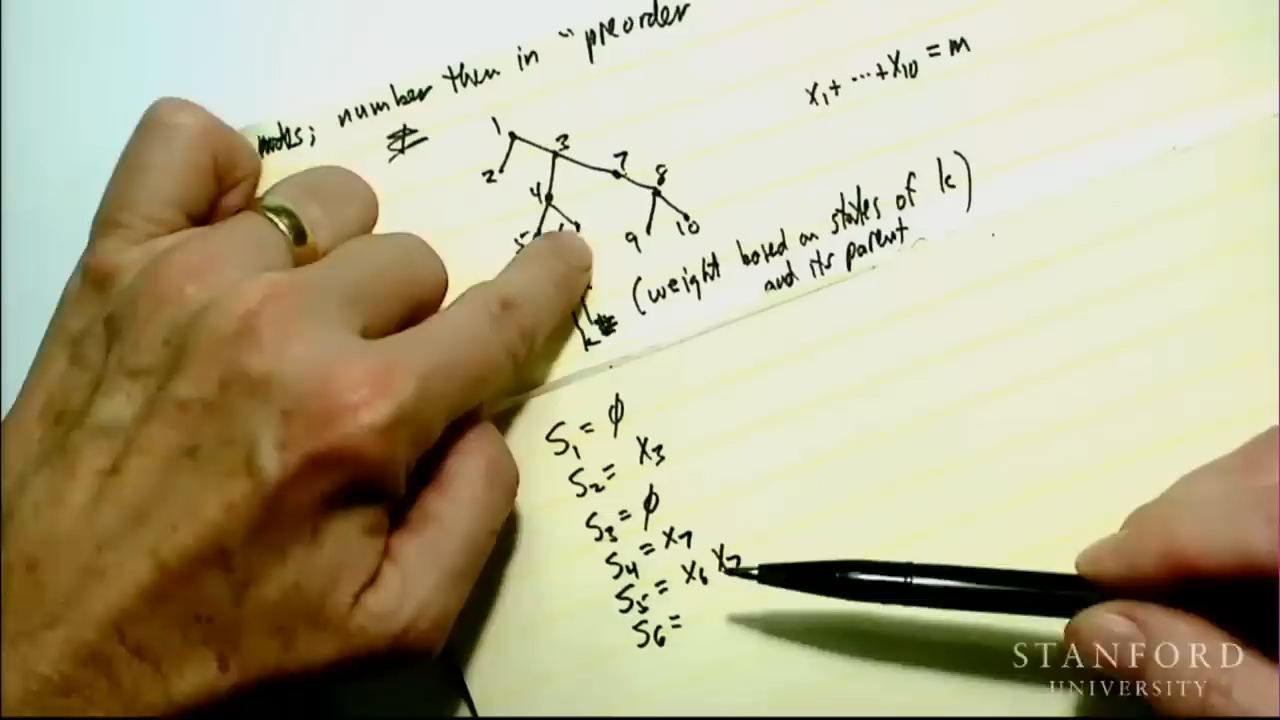 nodes; number them in "preorder
x₁ + ⋯ + x₁₀ = m
1
3
7
2
4
8
5
9
10
(weight based on states of k)
and its parent
k
S₁ = ϕ
S₂ = x₃
S₃ = ϕ
S₄ = x₇
S₅ = x₆ x₇
S₆ =
STANFORD
UNIVERSITY